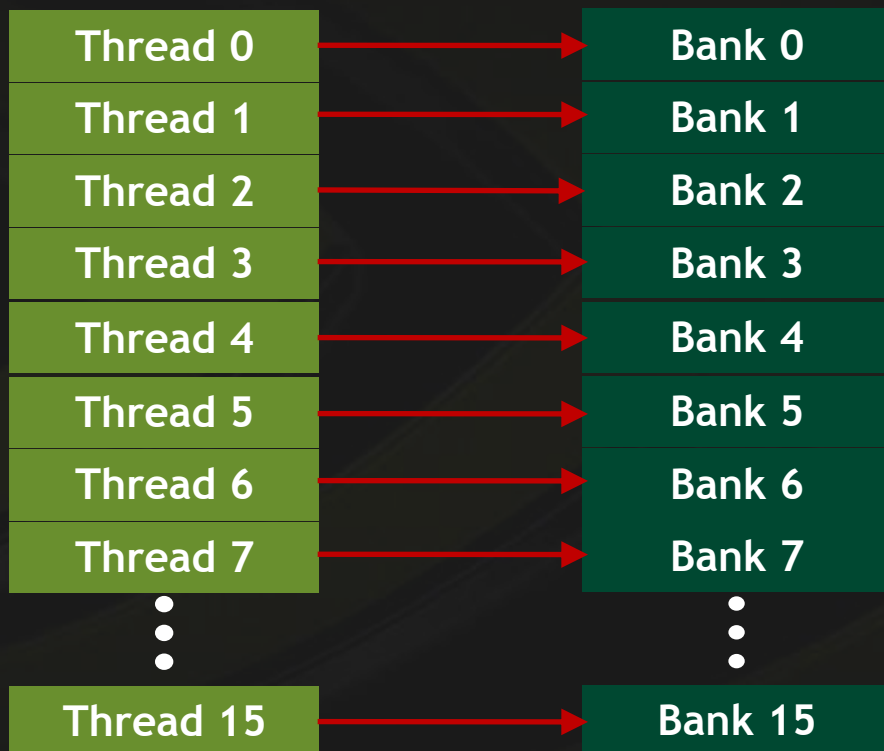 Thread 0 Bank 0
Thread 1 Bank 1
Thread 2 Bank 2
Thread 3 Bank 3
Thread 4 Bank 4
Thread 5 Bank 5
Thread 6 Bank 6
Thread 7 Bank 7
Thread 15 Bank 15